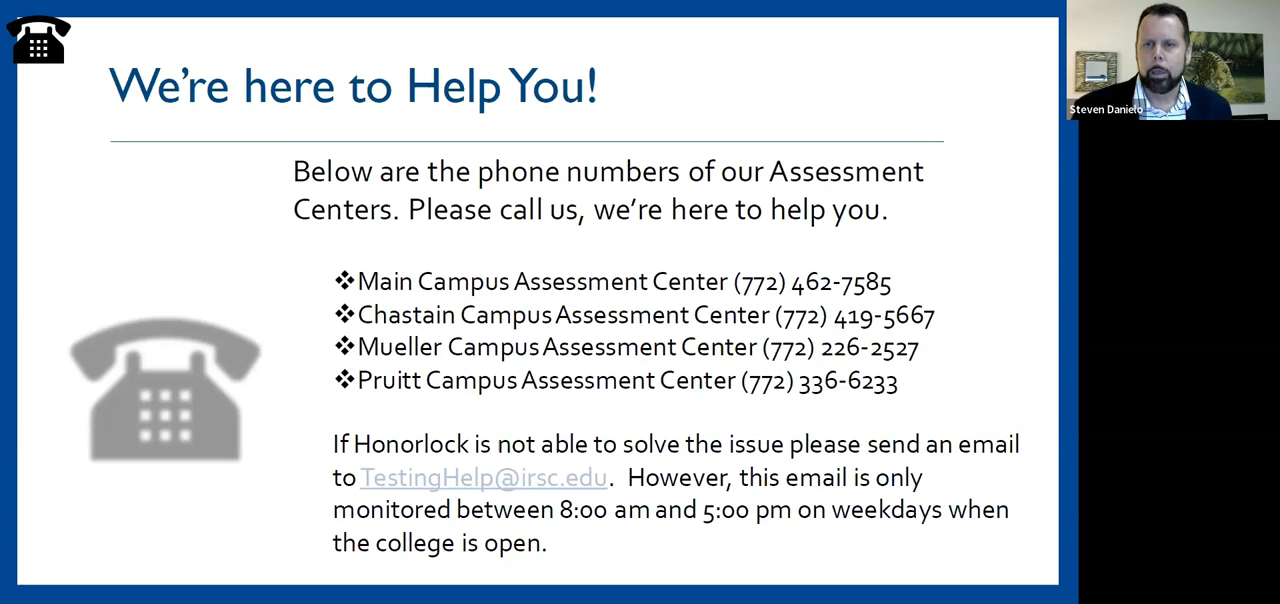 We're here to Help You!
Below are the phone numbers of our Assessment
Centers. Please call us, we're here to help you.
❖Main Campus Assessment Center (772) 462-7585
❖Chastain Campus Assessment Center (772) 419-5667
❖Mueller Campus Assessment Center (772) 226-2527
❖Pruitt Campus Assessment Center (772) 336-6233
If Honorlock is not able to solve the issue please send an email
to TestingHelp@irsc.edu. However, this email is only
monitored between 8:00 am and 5:00 pm on weekdays when
the college is open.
Steven Danielo